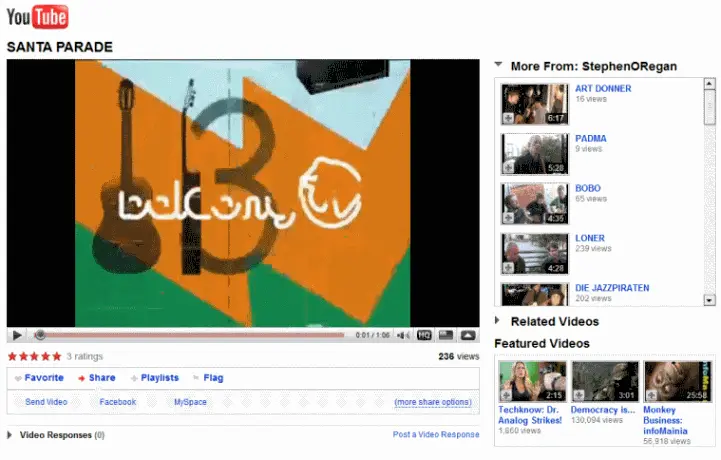 YouTube
SANTA PARADE
13
balcony TV
0:01 / 1:06
HQ
3 ratings
236 views
Favorite
Share
Playlists
Flag
Send Video
Facebook
MySpace
(more share options)
Video Responses (0)
Post a Video Response
More From: StephenORegan
6:17
ART DONNER
16 views
5:28
PADMA
9 views
4:35
BOBO
65 views
4:28
LONER
239 views
DIE JAZZPIRATEN
202 views
Related Videos
Featured Videos
2:15
Techknow: Dr.
Analog Strikes!
1,860 views
3:01
Democracy is...
130,094 views
infoMa
25:58
Monkey
Business:
infoMainia
56,918 views